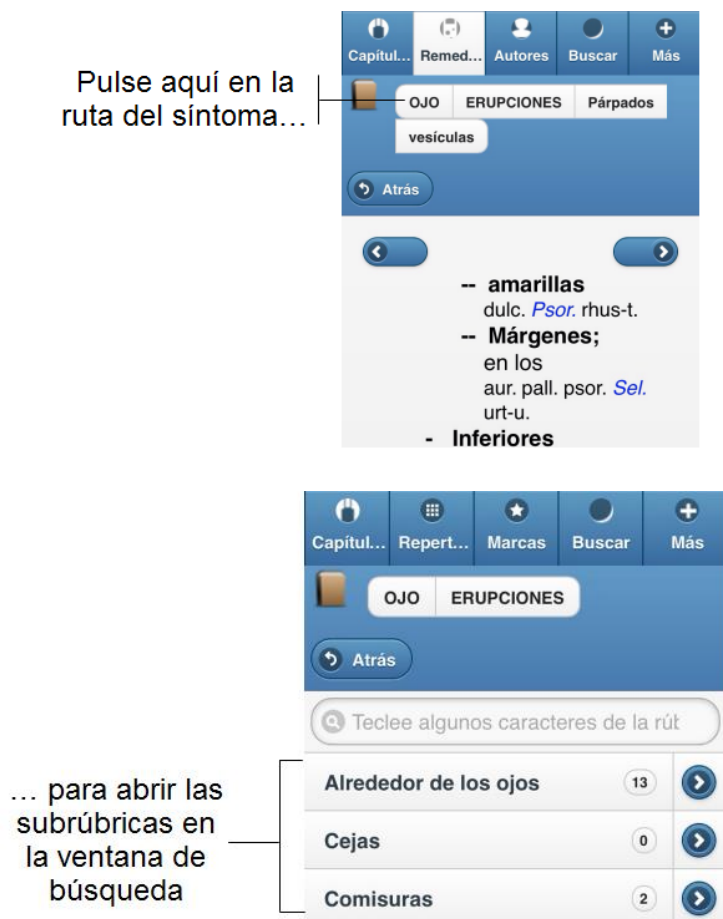 Capítul... Remed... Autores Buscar Más
Pulse aquí en la
ruta del síntoma...
OJO ERUPCIONES Párpados
vesículas
Atrás
-- amarillas
dulc. Psor. rhus-t.
-- Márgenes;
en los
aur. pall. psor. Sel.
urt-u.
- Inferiores
Capítul... Repert... Marcas Buscar Más
OJO ERUPCIONES
Atrás
Teclee algunos caracteres de la rúb
... para abrir las
subrúbricas en
la ventana de
búsqueda
Alrededor de los ojos 13
Cejas 0
Comisuras 2